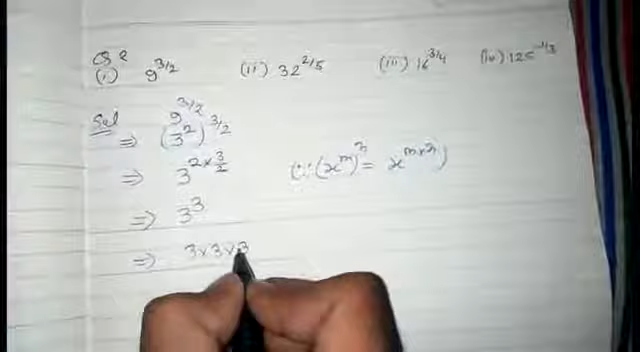 Q 2
(i) 9^{3/2} (ii) 32^{2/5} (iii) 16^{3/4} (iv) 125^{-1/3}
Sol 9^{3/2}
⇒ (3^2)^{3/2}
⇒ 3^{2×3/2} (∵ (x^m)^n = x^{m×n})
⇒ 3^3
⇒ 3×3×3